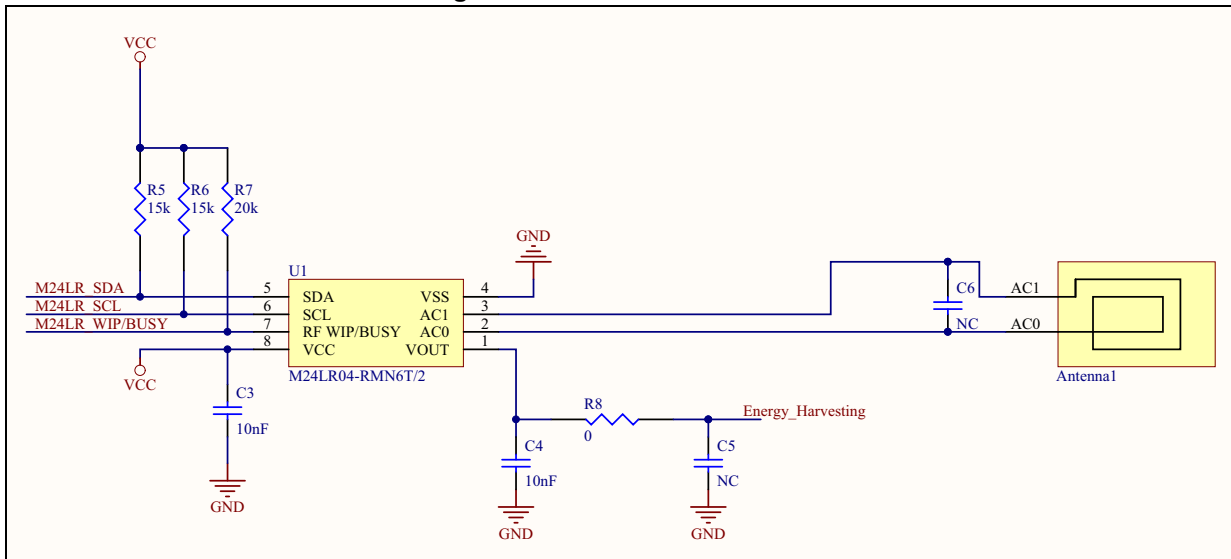 g
VCC
R5
15k
R6
15k
R7
20k
M24LR_SDA
M24LR_SCL
M24LR_WIP/BUSY
VCC
C3
10nF
GND
U1
5 SDA VSS 4
6 SCL AC1 3
7 RF WIP/BUSY AC0 2
8 VCC VOUT 1
M24LR04-RMN6T/2
GND
C4
10nF
GND
R8
0
Energy_Harvesting
C5
NC
GND
C6
NC
AC1
AC0
Antenna1